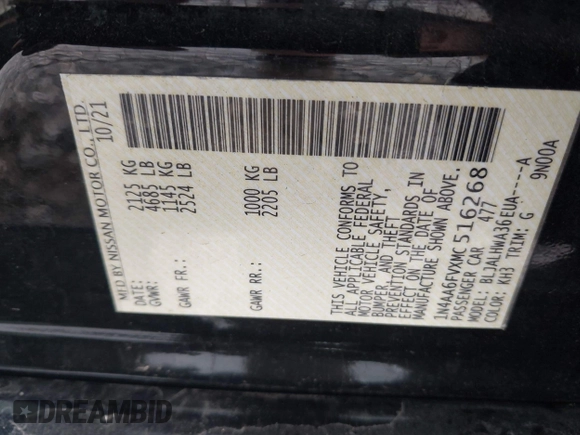 MFD BY NISSAN MOTOR CO., LTD.
10/21
2125 KG
GVWR: 4685 LB
1145 KG
GAWR FR: 2524 LB
1000 KG
GAWR RR: 2205 LB
THIS VEHICLE CONFORMS TO
ALL APPLICABLE FEDERAL
MOTOR VEHICLE SAFETY,
BUMPER, AND THEFT
PREVENTION STANDARDS IN
EFFECT ON THE DATE OF
MANUFACTURE SHOWN ABOVE.
1N4AA6FVXMC516268
PASSENGER CAR 477
MODEL: BLJALHWA36EUA-----A
COLOR: KH3 TRIM: G 9N00A
DREAMBID